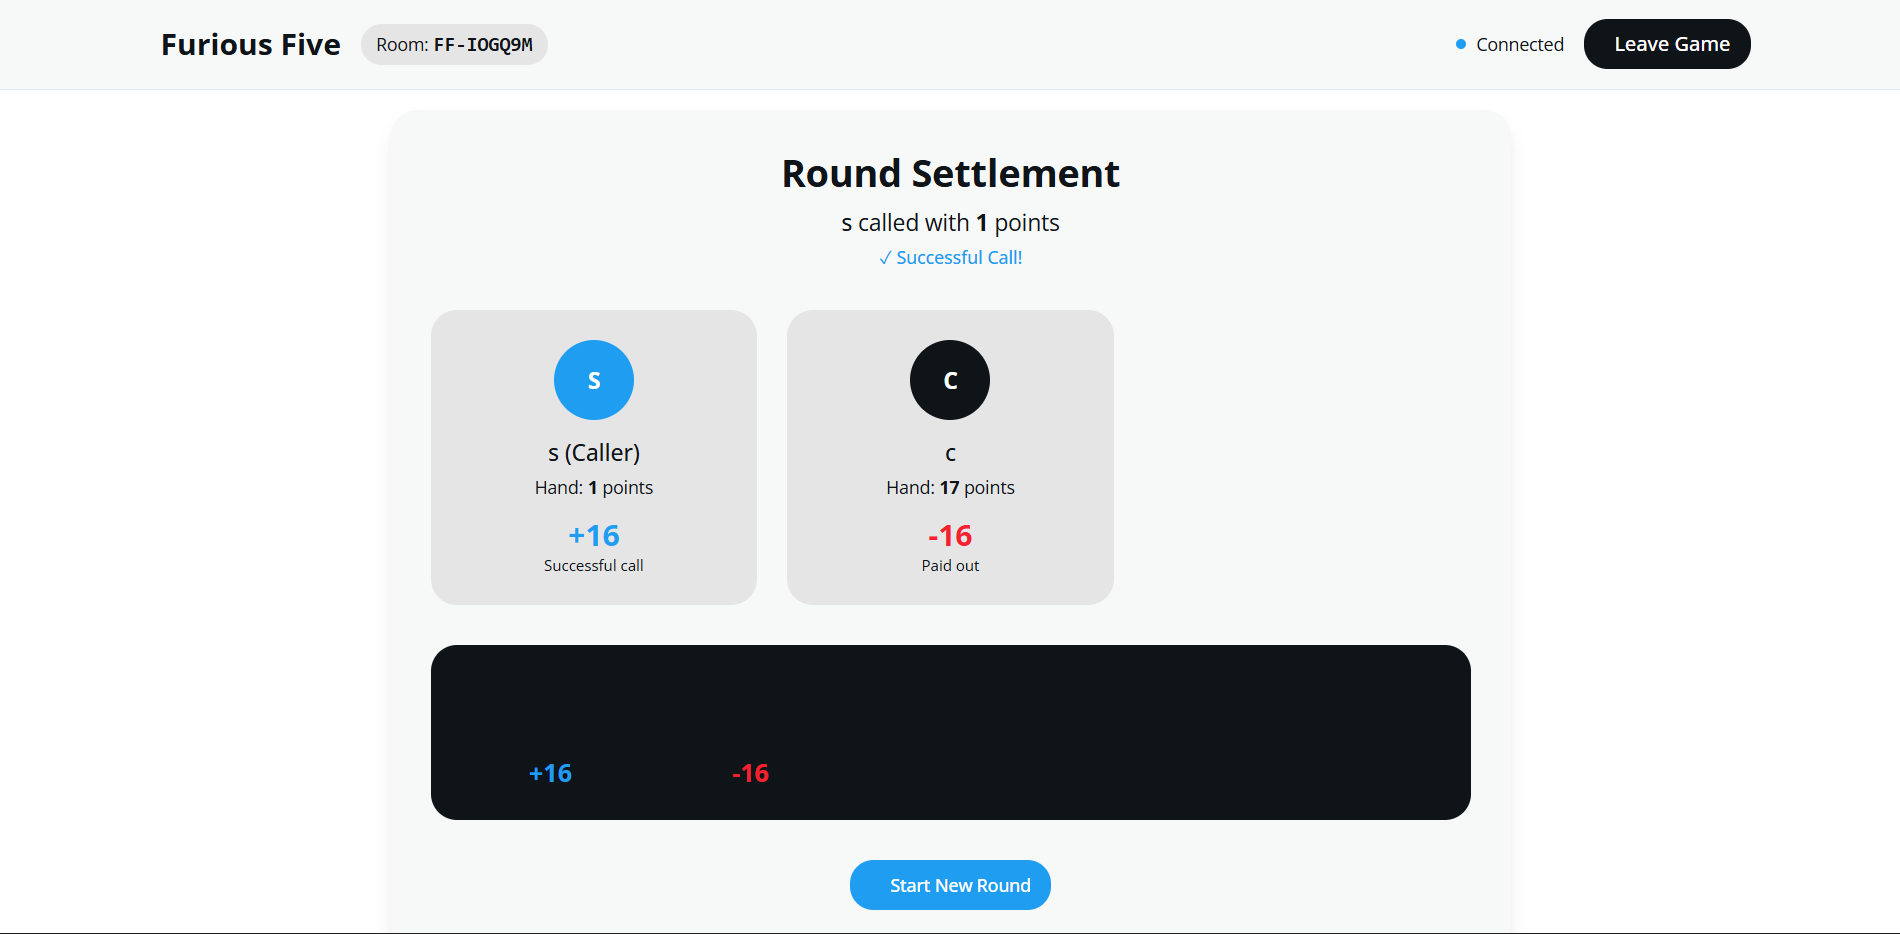 Furious Five
Room: FF-IOGQ9M
Connected
Leave Game
Round Settlement
s called with 1 points
✓ Successful Call!
S
s (Caller)
Hand: 1 points
+16
Successful call
C
c
Hand: 17 points
-16
Paid out
+16 -16
Start New Round